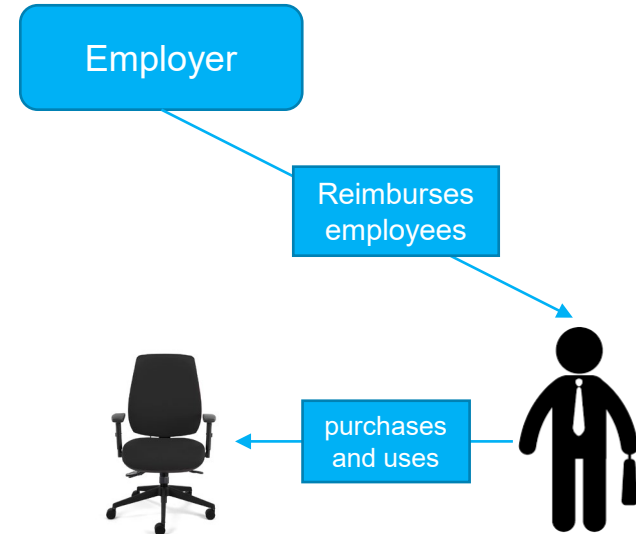 Employer
Reimburses
employees
purchases
and uses